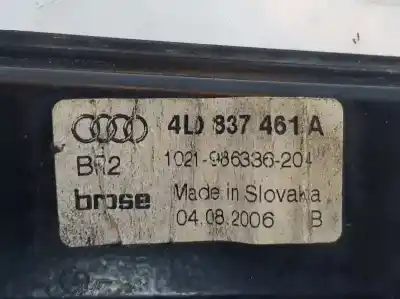 4L0 837 461 A
BR2 1021-986336-204
brose Made in Slovakia
04.08.2006 B